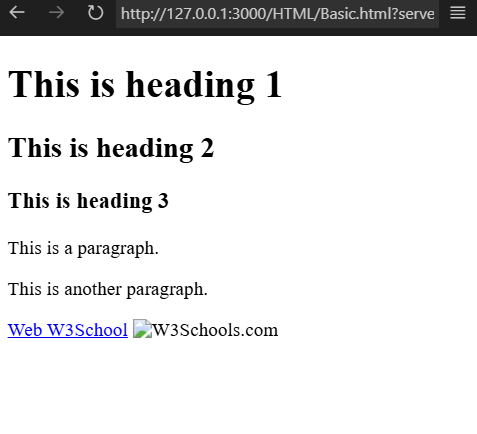 http://127.0.0.1:3000/HTML/Basic.html?serve
This is heading 1
This is heading 2
This is heading 3
This is a paragraph.
This is another paragraph.
Web W3School W3Schools.com